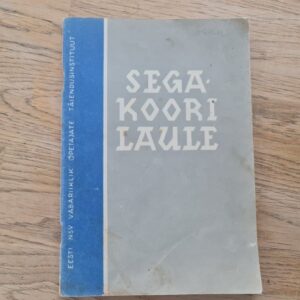 SEGA-
KOORI
LAULE
EESTI NSV VABARIIKLIK ÕPETAJATE TÄIENDUSINSTITUUT